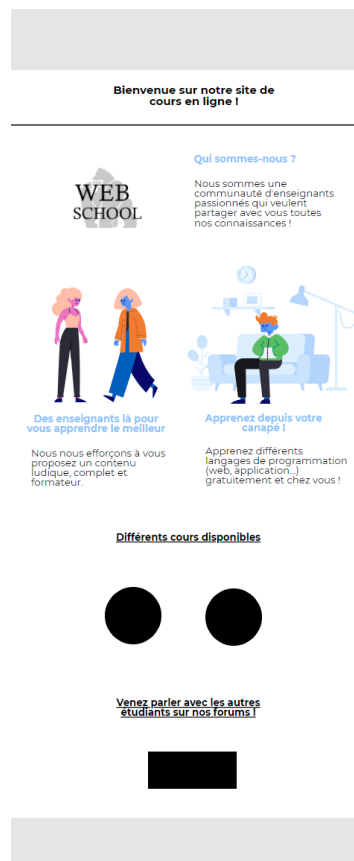 Bienvenue sur notre site de
cours en ligne !
WEB
SCHOOL
Qui sommes-nous ?
Nous sommes une
communauté d'enseignants
passionnés qui veulent
partager avec vous toutes
nos connaissances !
Des enseignants là pour
vous apprendre le meilleur
Nous nous efforçons à vous
proposez un contenu
ludique, complet et
formateur.
Apprenez depuis votre
canapé !
Apprenez différents
langages de programmation
(web, application...)
gratuitement et chez vous !
Différents cours disponibles
Venez parler avec les autres
étudiants sur nos forums !